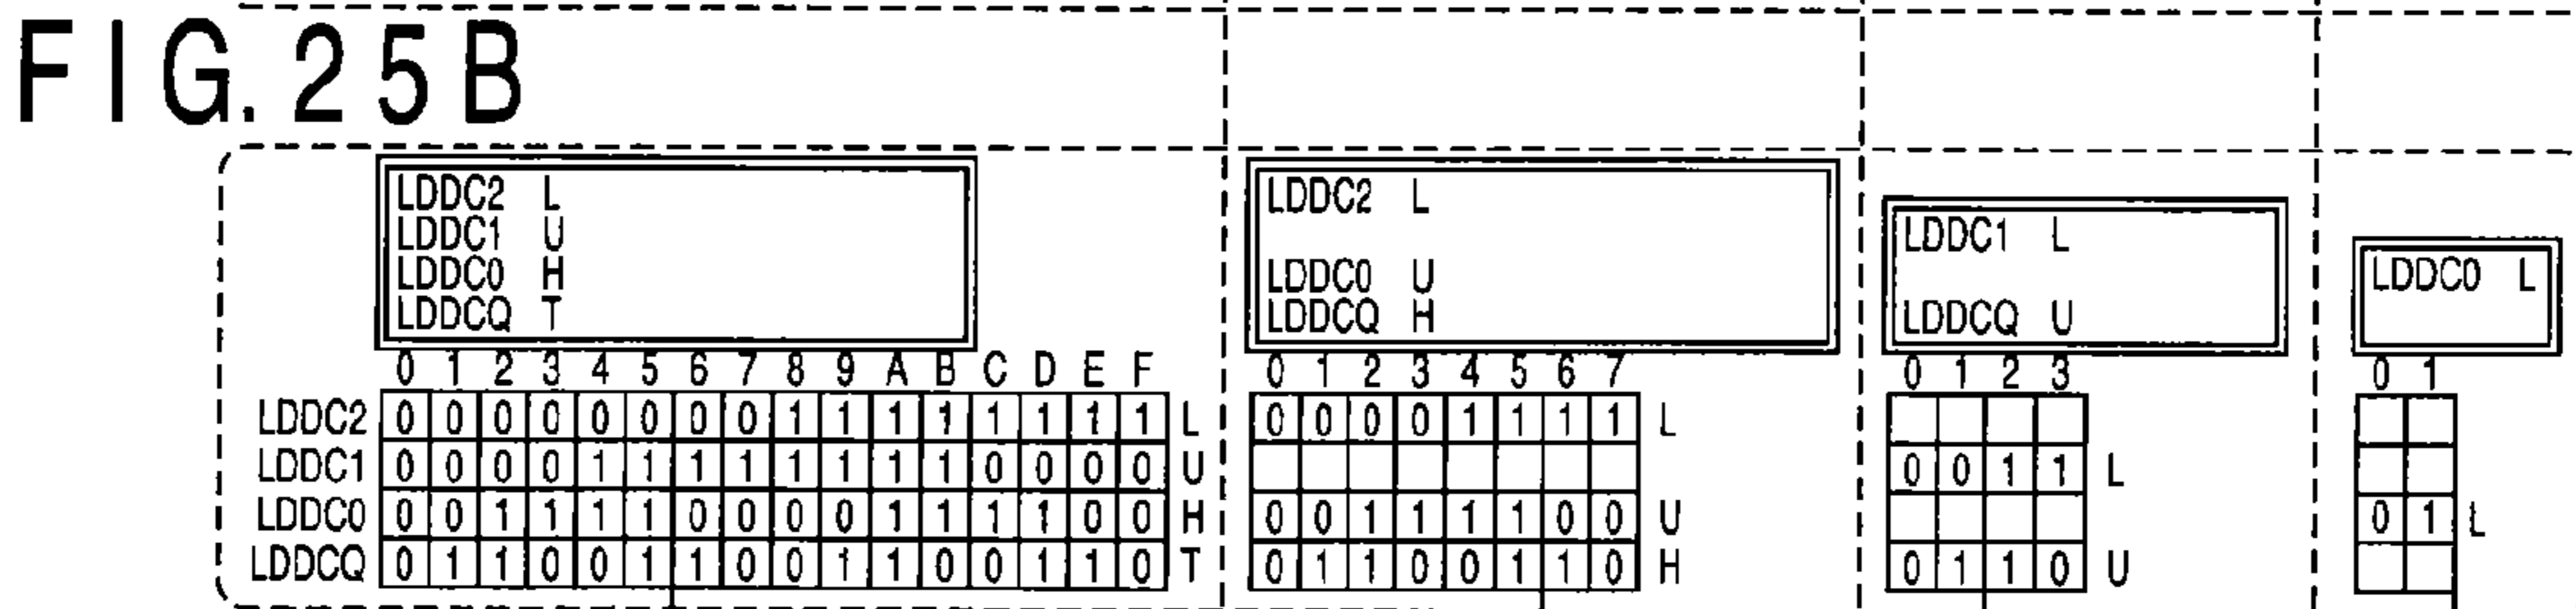 FIG. 25B
LDDC2 L
LDDC1 U
LDDC0 H
LDDCQ T
0 1 2 3 4 5 6 7 8 9 A B C D E F
LDDC2 0 0 0 0 0 0 0 0 1 1 1 1 1 1 1 1 L
LDDC1 0 0 0 0 1 1 1 1 1 1 1 1 0 0 0 0 U
LDDC0 0 0 1 1 1 1 0 0 0 0 1 1 1 1 0 0 H
LDDCQ 0 1 1 0 0 1 1 0 0 1 1 0 0 1 1 0 T
LDDC2 L
LDDC0 U
LDDCQ H
0 1 2 3 4 5 6 7
0 0 0 0 1 1 1 1 L
0 0 1 1 1 1 0 0 U
0 1 1 0 0 1 1 0 H
LDDC1 L
LDDCQ U
0 1 2 3
0 0 1 1 L
0 1 1 0 U
LDDC0 L
0 1
0 1 L